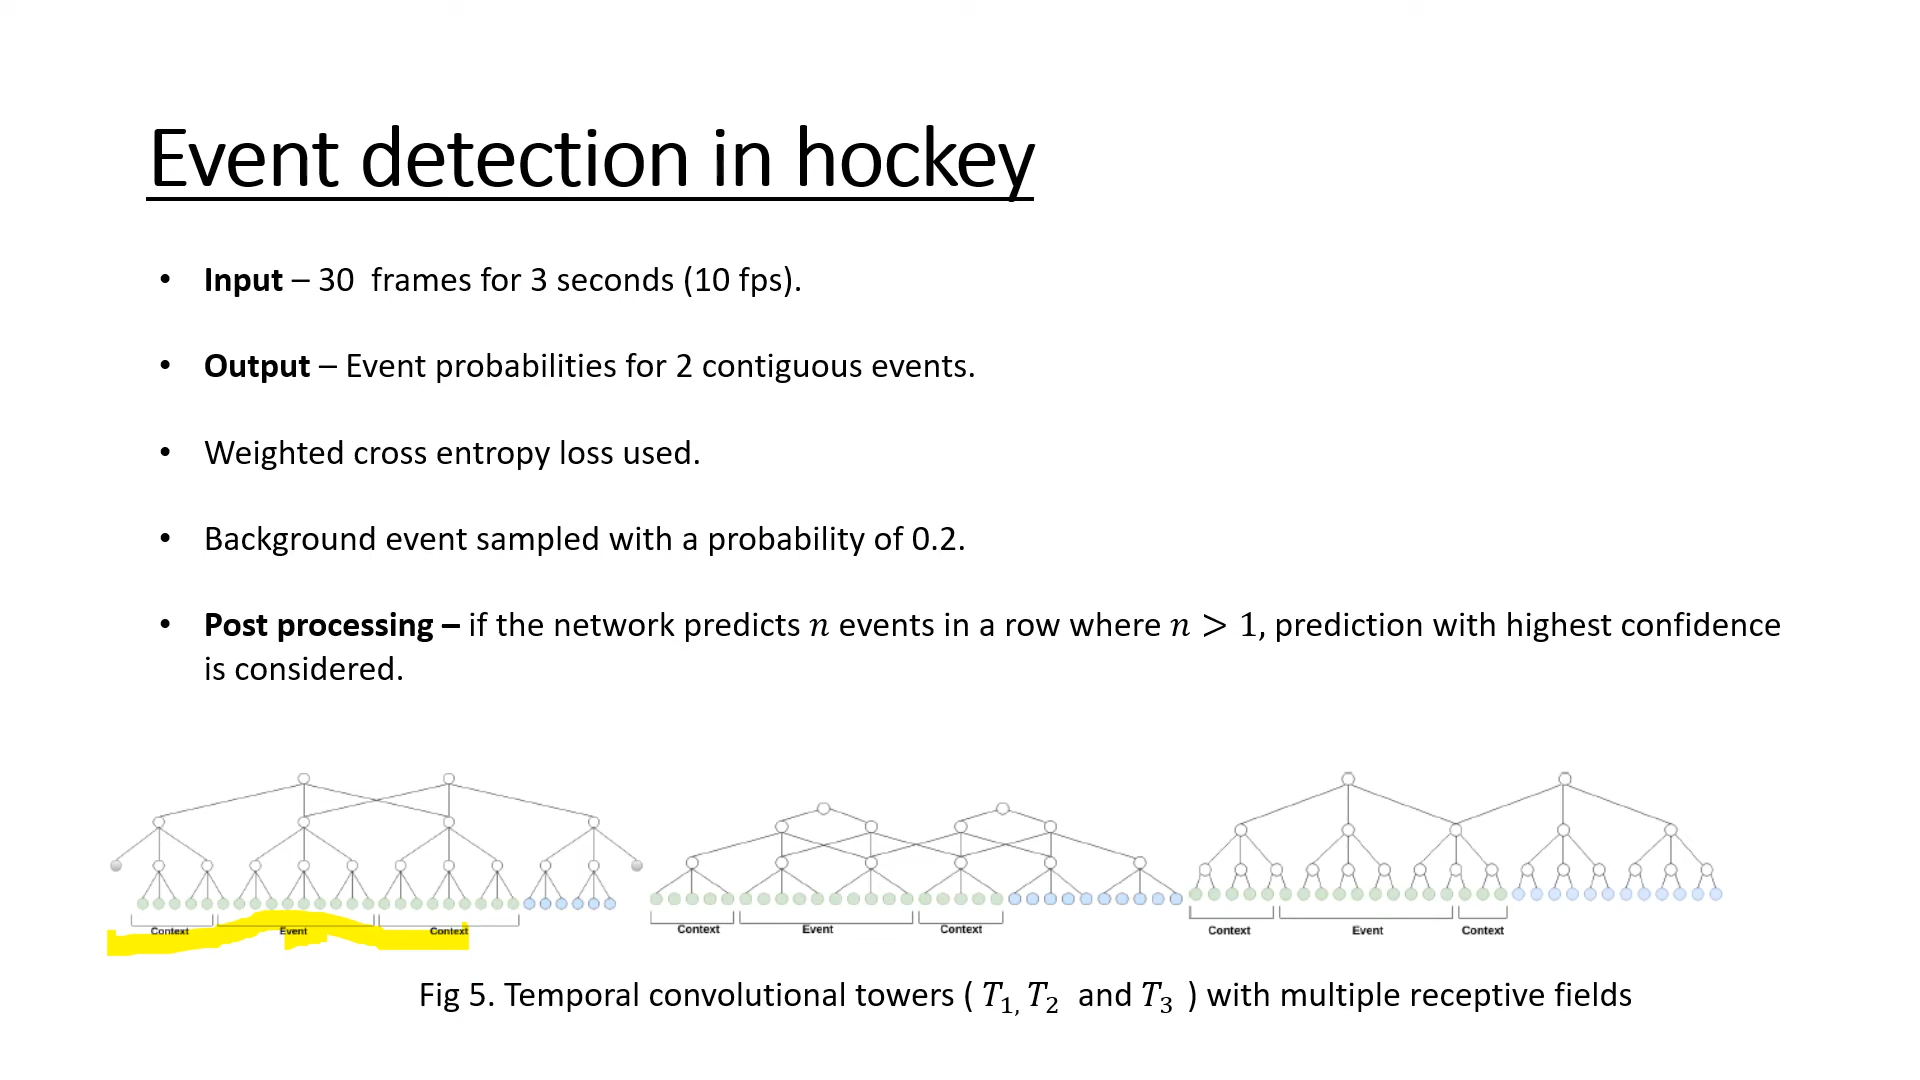 Event detection in hockey
• Input – 30 frames for 3 seconds (10 fps).
• Output – Event probabilities for 2 contiguous events.
• Weighted cross entropy loss used.
• Background event sampled with a probability of 0.2.
• Post processing – if the network predicts n events in a row where n > 1, prediction with highest confidence
is considered.
Context Event Context
Context Event Context
Context Event Context
Fig 5. Temporal convolutional towers ( T₁, T₂ and T₃ ) with multiple receptive fields